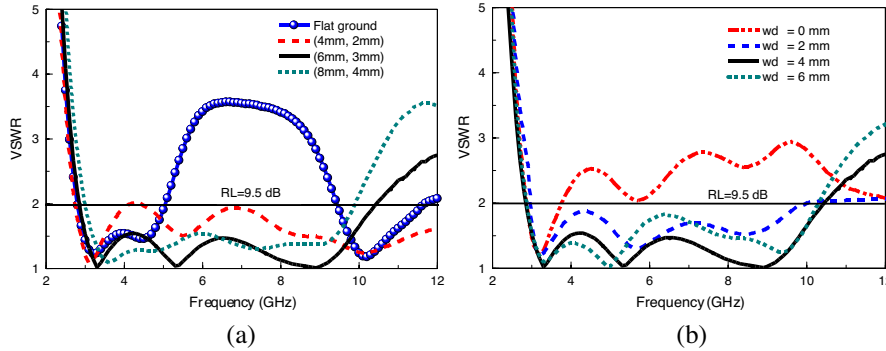 5
4
3
2
1
2 4 6 8 10 12
VSWR
Frequency (GHz)
Flat ground
(4mm, 2mm)
(6mm, 3mm)
(8mm, 4mm)
RL=9.5 dB
(a)
5
4
3
2
1
2 4 6 8 10 12
VSWR
Frequency (GHz)
wd = 0 mm
wd = 2 mm
wd = 4 mm
wd = 6 mm
RL=9.5 dB
(b)